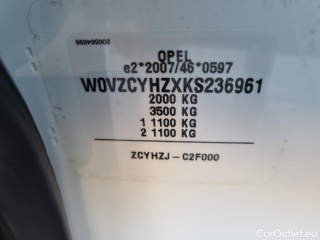 200564698
OPEL
e2*2007/46*0597
W0VZCYHZXKS236961
2000 KG
3500 KG
1 1100 KG
2 1100 KG
ZCYHZJ-C2F000
CarOutlet.eu